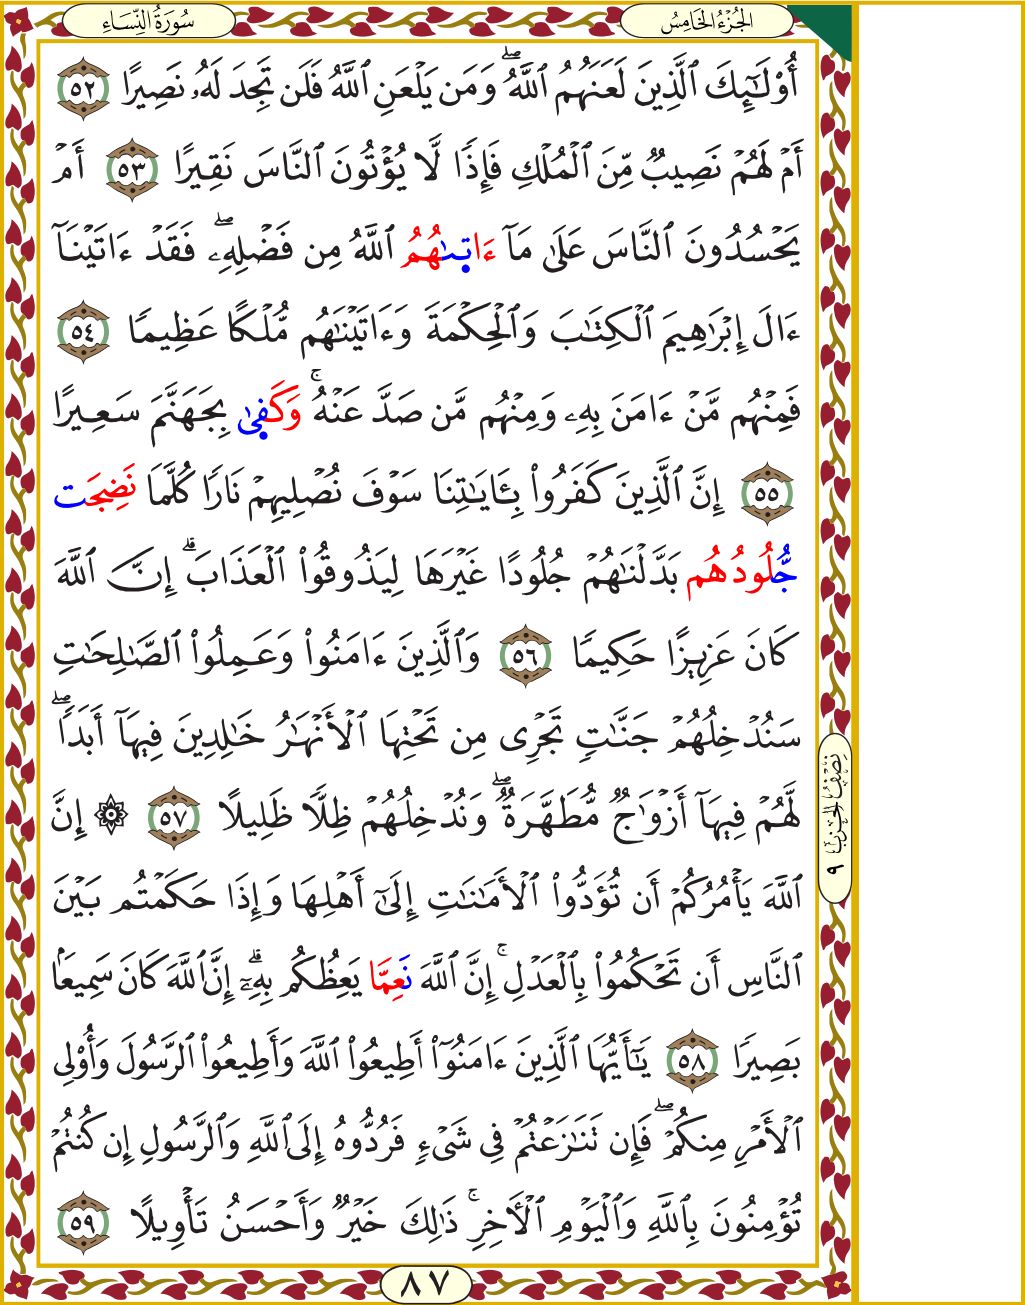 الجُزْءُ الخَامِسُ
سُورَةُ النِّسَاءِ
أُوْلَٰٓئِكَ ٱلَّذِينَ لَعَنَهُمُ ٱللَّهُۖ وَمَن يَلْعَنِ ٱللَّهُ فَلَن تَجِدَ لَهُۥ نَصِيرًا ٥٢
أَمْ لَهُمْ نَصِيبٌ مِّنَ ٱلْمُلْكِ فَإِذًا لَّا يُؤْتُونَ ٱلنَّاسَ نَقِيرًا ٥٣ أَمْ
يَحْسُدُونَ ٱلنَّاسَ عَلَىٰ مَآ ءَاتىٰهُمُ ٱللَّهُ مِن فَضْلِهِۦۖ فَقَدْ ءَاتَيْنَآ
ءَالَ إِبْرَٰهِيمَ ٱلْكِتَٰبَ وَٱلْحِكْمَةَ وَءَاتَيْنَٰهُم مُّلْكًا عَظِيمًا ٥٤
فَمِنْهُم مَّنْ ءَامَنَ بِهِۦ وَمِنْهُم مَّن صَدَّ عَنْهُۚ وَكَفىٰ بِجَهَنَّمَ سَعِيرًا
٥٥ إِنَّ ٱلَّذِينَ كَفَرُوا۟ بِـَٔايَٰتِنَا سَوْفَ نُصْلِيهِمْ نَارًا كُلَّمَا نَضِجَت
جُّلُودُهُم بَدَّلْنَٰهُمْ جُلُودًا غَيْرَهَا لِيَذُوقُوا۟ ٱلْعَذَابَۗ إِنَّ ٱللَّهَ
كَانَ عَزِيزًا حَكِيمًا ٥٦ وَٱلَّذِينَ ءَامَنُوا۟ وَعَمِلُوا۟ ٱلصَّٰلِحَٰتِ
سَنُدْخِلُهُمْ جَنَّٰتٍ تَجْرِى مِن تَحْتِهَا ٱلْأَنْهَٰرُ خَٰلِدِينَ فِيهَآ أَبَدًاۖ
لَّهُمْ فِيهَآ أَزْوَٰجٌ مُّطَهَّرَةٌۖ وَنُدْخِلُهُمْ ظِلًّا ظَلِيلًا ٥٧ ۞ إِنَّ
ٱللَّهَ يَأْمُرُكُمْ أَن تُؤَدُّوا۟ ٱلْأَمَٰنَٰتِ إِلَىٰٓ أَهْلِهَا وَإِذَا حَكَمْتُم بَيْنَ
ٱلنَّاسِ أَن تَحْكُمُوا۟ بِٱلْعَدْلِۚ إِنَّ ٱللَّهَ نَعِمَّا يَعِظُكُم بِهِۦٓۗ إِنَّ ٱللَّهَ كَانَ سَمِيعًۢا
بَصِيرًا ٥٨ يَٰٓأَيُّهَا ٱلَّذِينَ ءَامَنُوٓا۟ أَطِيعُوا۟ ٱللَّهَ وَأَطِيعُوا۟ ٱلرَّسُولَ وَأُو۟لِى
ٱلْأَمْرِ مِنكُمْۖ فَإِن تَنَٰزَعْتُمْ فِى شَىْءٍ فَرُدُّوهُ إِلَى ٱللَّهِ وَٱلرَّسُولِ إِن كُنتُمْ
تُؤْمِنُونَ بِٱللَّهِ وَٱلْيَوْمِ ٱلْـَٔاخِرِۚ ذَٰلِكَ خَيْرٌ وَأَحْسَنُ تَأْوِيلًا ٥٩
نِصْفُ الحِزْبِ ٩
٨٧